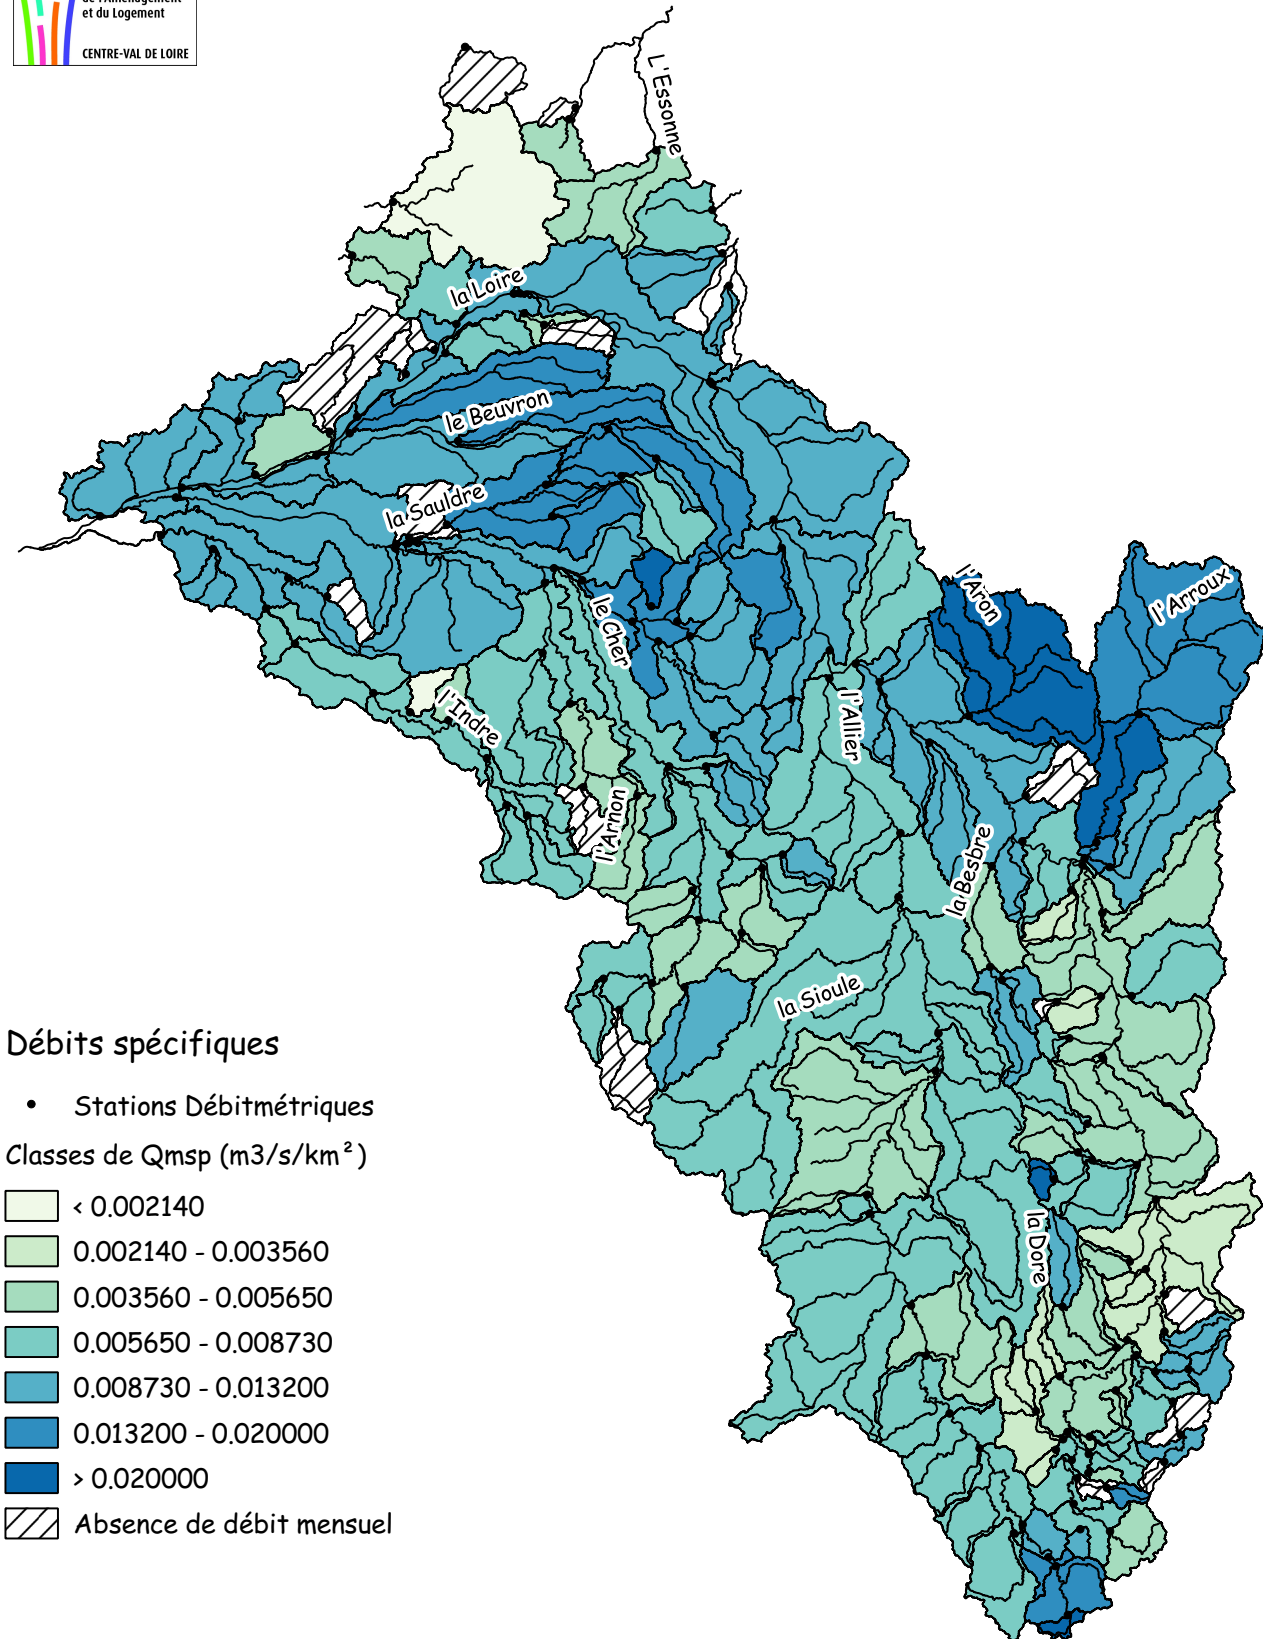 de l'Aménagement
et du Logement
CENTRE-VAL DE LOIRE
L'Essonne
la Loire
le Beuvron
la Sauldre
l'Aron
l'Arroux
le Cher
l'Indre
l'Allier
l'Arnon
la Besbre
la Sioule
la Dore
Débits spécifiques
Stations Débitmétriques
Classes de Qmsp (m3/s/km²)
< 0.002140
0.002140 - 0.003560
0.003560 - 0.005650
0.005650 - 0.008730
0.008730 - 0.013200
0.013200 - 0.020000
> 0.020000
Absence de débit mensuel